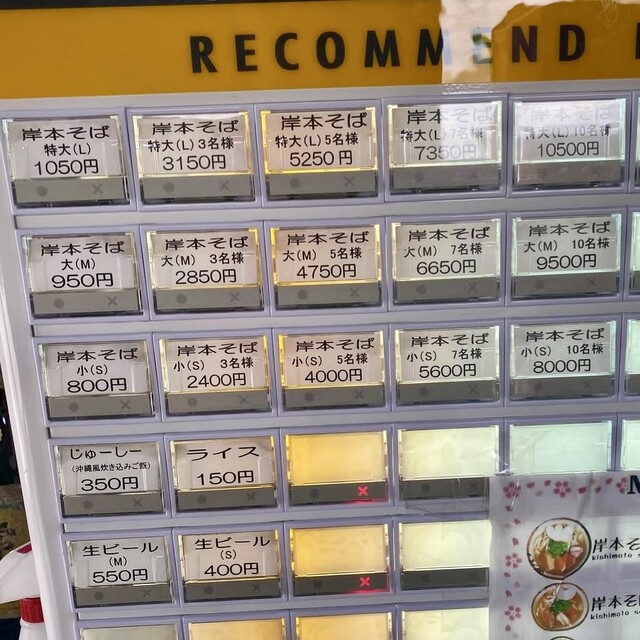 RECOMMEND
岸本そば
特大(L)
1050円
岸本そば
特大(L) 3名様
3150円
岸本そば
特大(L) 5名様
5250円
岸本そば
特大(L) 7名様
7350円
岸本そば
特大(L) 10名様
10500円
岸本そば
大(M)
950円
岸本そば
大(M) 3名様
2850円
岸本そば
大(M) 5名様
4750円
岸本そば
大(M) 7名様
6650円
岸本そば
大(M) 10名様
9500円
岸本そば
小(S)
800円
岸本そば
小(S) 3名様
2400円
岸本そば
小(S) 5名様
4000円
岸本そば
小(S) 7名様
5600円
岸本そば
小(S) 10名様
8000円
じゅーしー
(沖縄風炊き込みご飯)
350円
ライス
150円
生ビール
(M)
550円
生ビール
(S)
400円
岸本そ
kishimoto s
岸本そば
kishimoto s